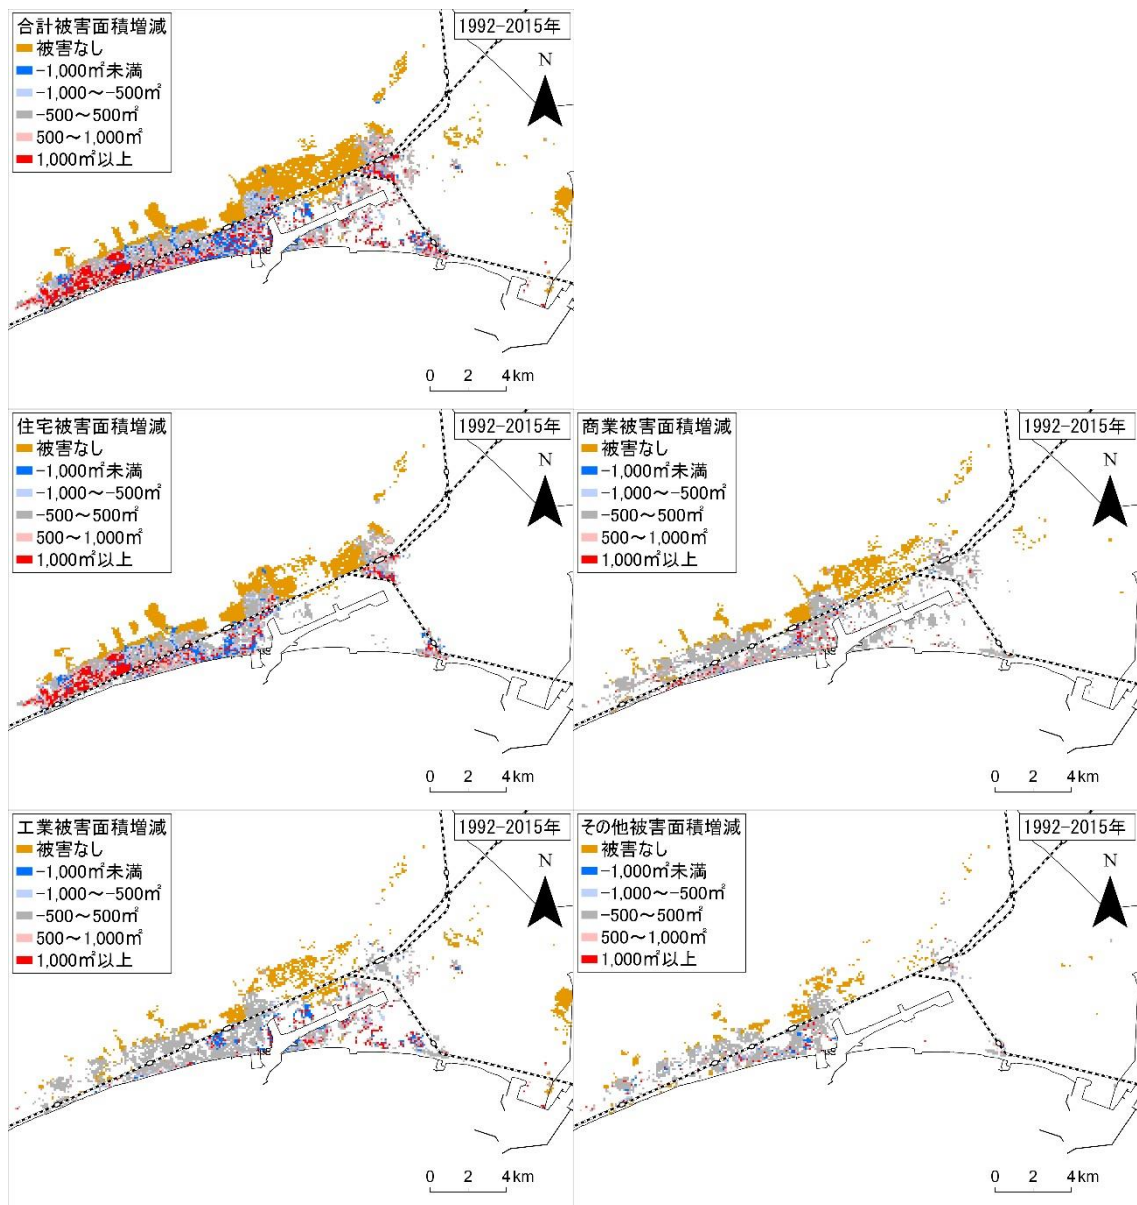 合計被害面積増減
被害なし
-1,000㎡未満
-1,000～-500㎡
-500～500㎡
500～1,000㎡
1,000㎡以上
1992-2015年
N
0 2 4km
住宅被害面積増減
被害なし
-1,000㎡未満
-1,000～-500㎡
-500～500㎡
500～1,000㎡
1,000㎡以上
1992-2015年
N
0 2 4km
商業被害面積増減
被害なし
-1,000㎡未満
-1,000～-500㎡
-500～500㎡
500～1,000㎡
1,000㎡以上
1992-2015年
N
0 2 4km
工業被害面積増減
被害なし
-1,000㎡未満
-1,000～-500㎡
-500～500㎡
500～1,000㎡
1,000㎡以上
1992-2015年
N
0 2 4km
その他被害面積増減
被害なし
-1,000㎡未満
-1,000～-500㎡
-500～500㎡
500～1,000㎡
1,000㎡以上
1992-2015年
N
0 2 4km